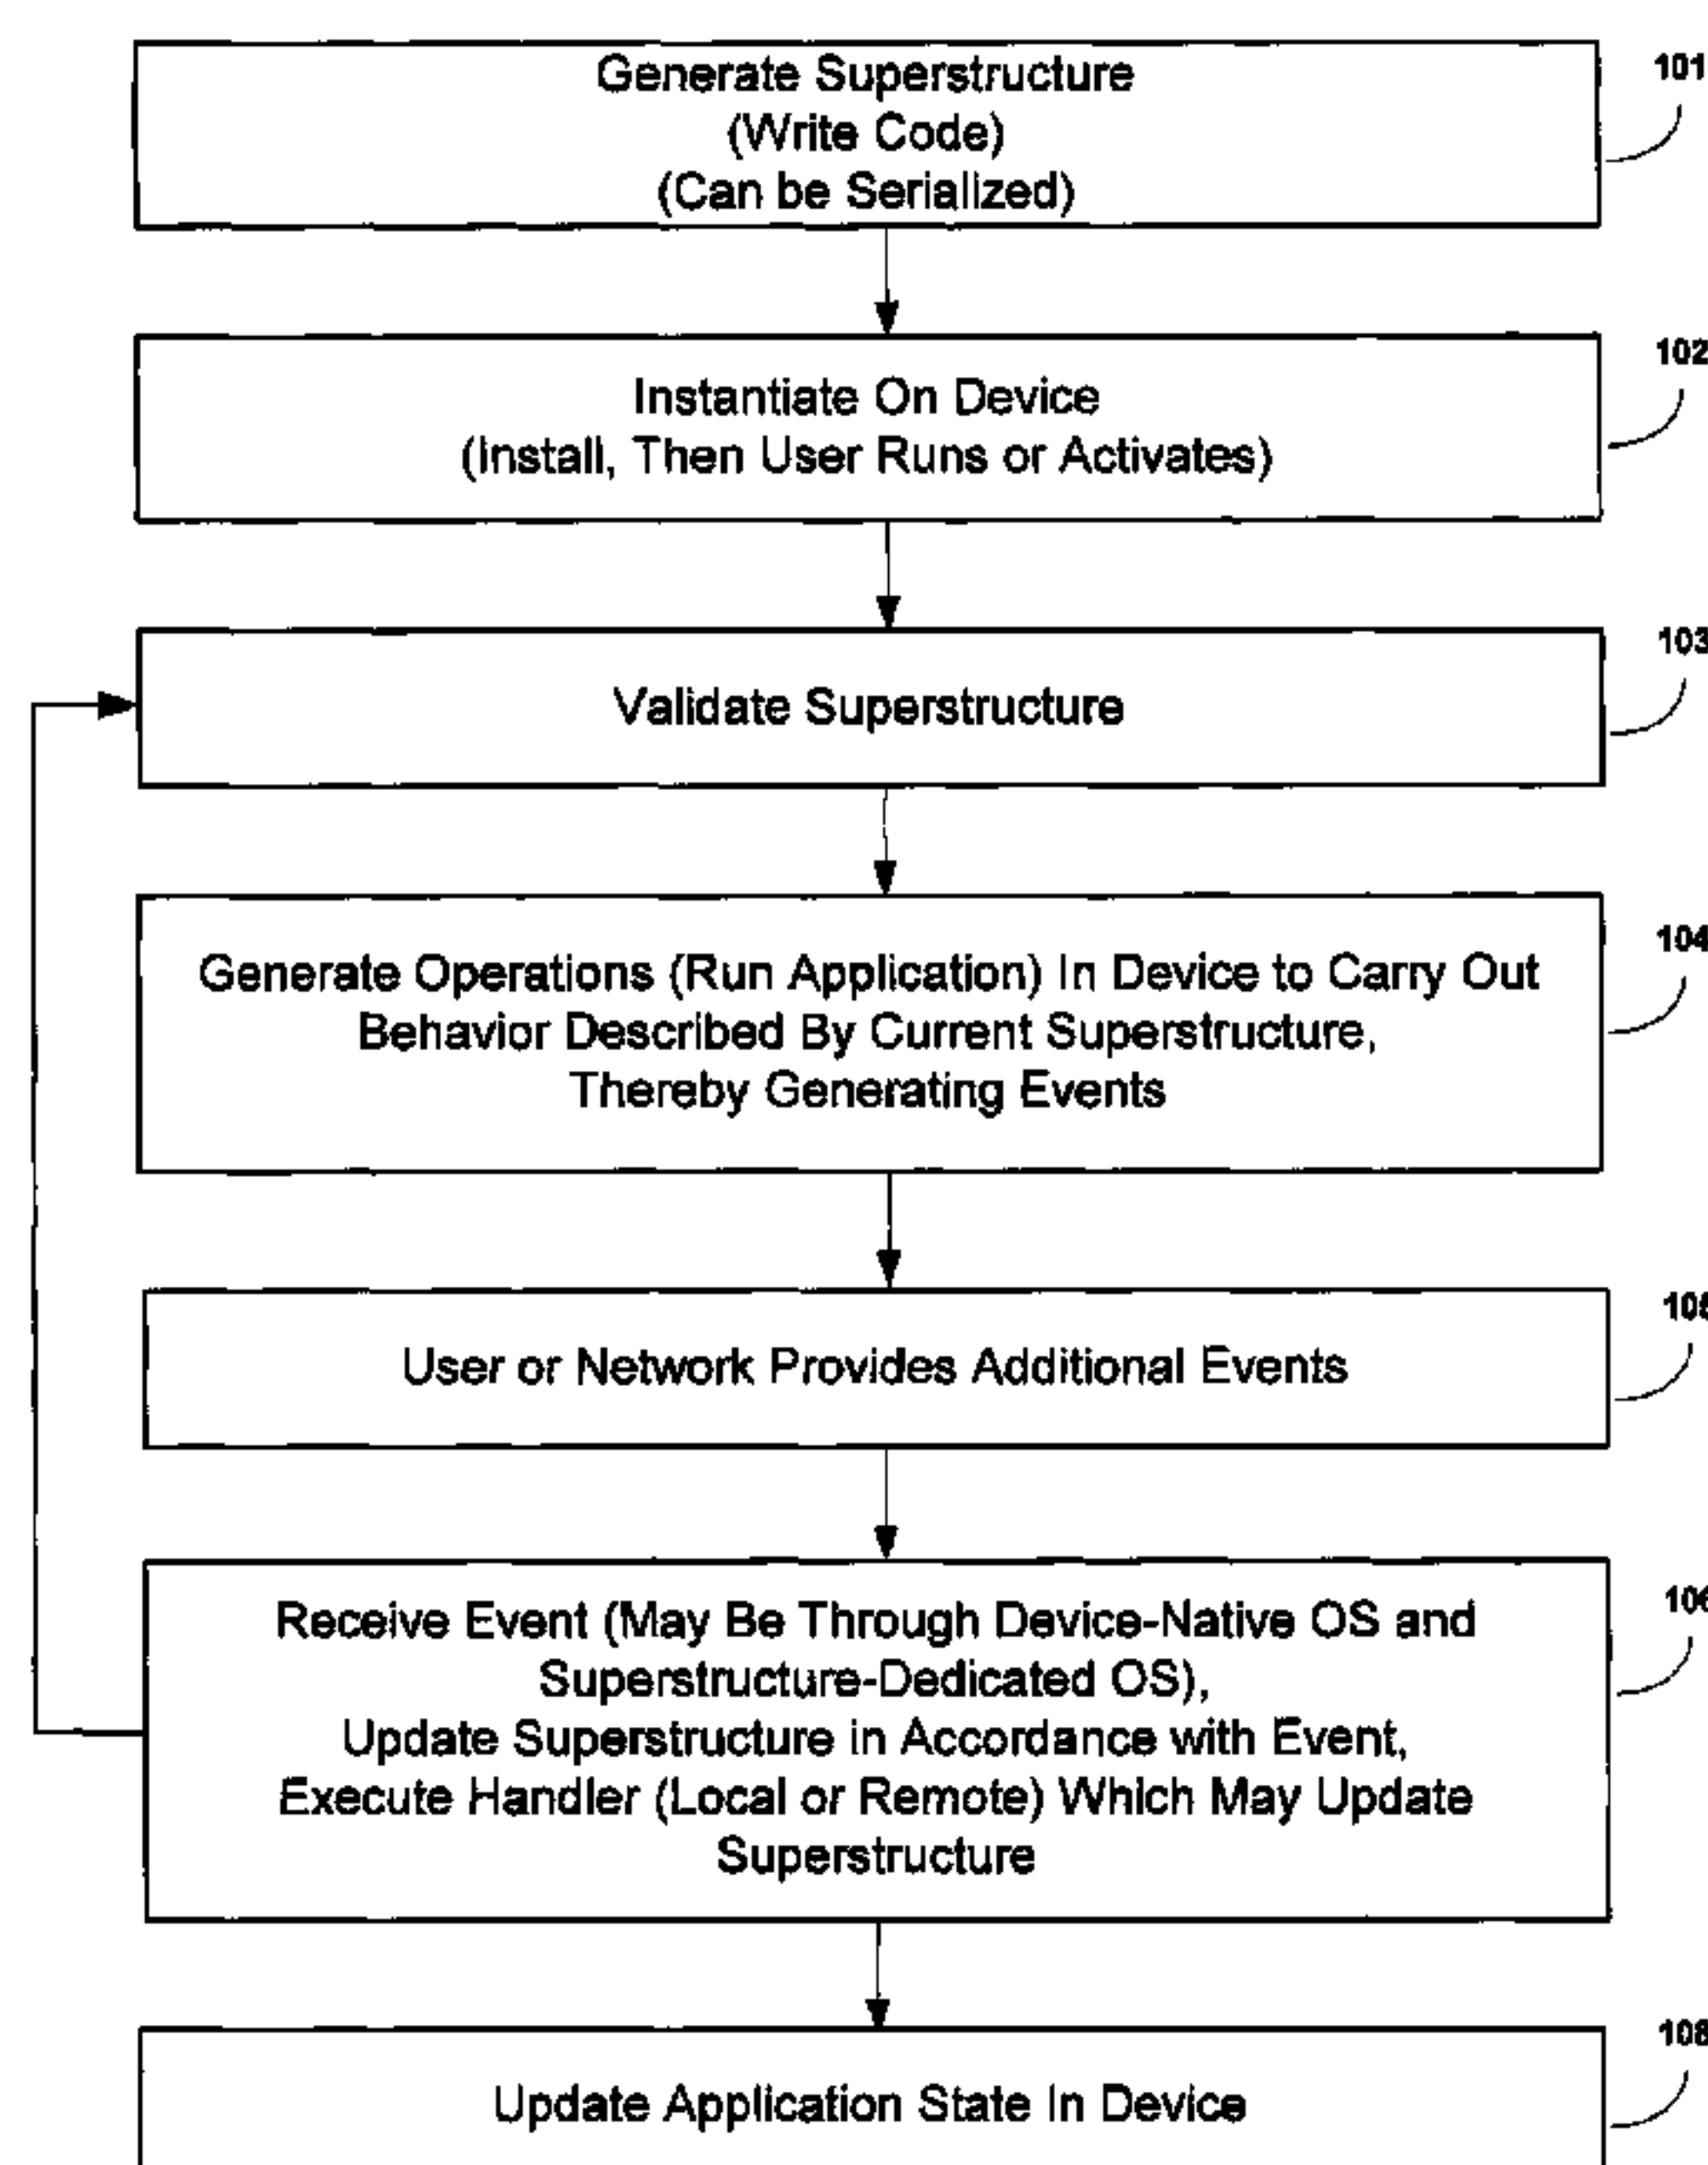 Generate Superstructure
(Write Code)
(Can be Serialized)
101
Instantiate On Device
(Install, Then User Runs or Activates)
102
Validate Superstructure
103
Generate Operations (Run Application) In Device to Carry Out
Behavior Described By Current Superstructure,
Thereby Generating Events
104
User or Network Provides Additional Events
105
Receive Event (May Be Through Device-Native OS and
Superstructure-Dedicated OS),
Update Superstructure in Accordance with Event,
Execute Handler (Local or Remote) Which May Update
Superstructure
106
Update Application State In Device
108